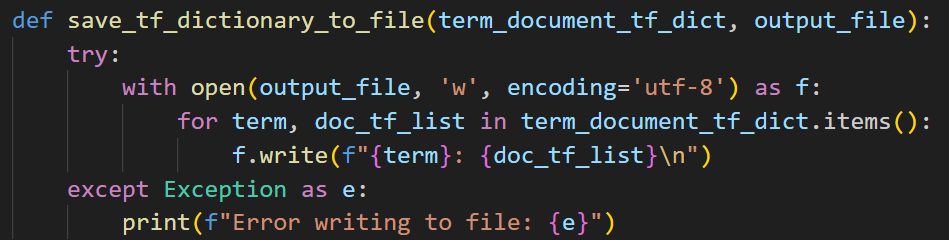 def save_tf_dictionary_to_file(term_document_tf_dict, output_file):
    try:
        with open(output_file, 'w', encoding='utf-8') as f:
            for term, doc_tf_list in term_document_tf_dict.items():
                f.write(f"{term}: {doc_tf_list}\n")
    except Exception as e:
        print(f"Error writing to file: {e}")